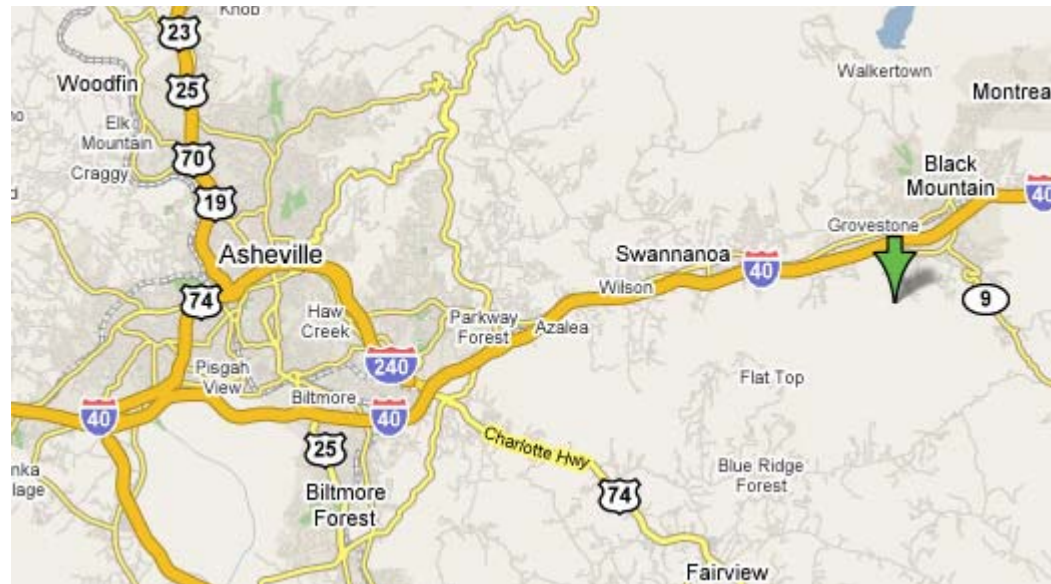 Knob
23
Woodfin
25
Elk
Mountain
70
Craggy
19
Walkertown
Montrea
Black
Mountain
40
Grovestone
Asheville
Swannanoa
40
74
Wilson
9
Haw
Creek
Parkway
Forest
Azalea
240
Pisgah
View
Flat Top
Biltmore
40
40
Charlotte Hwy
25
Blue Ridge
Forest
nka
lage
Biltmore
Forest
74
Fairview